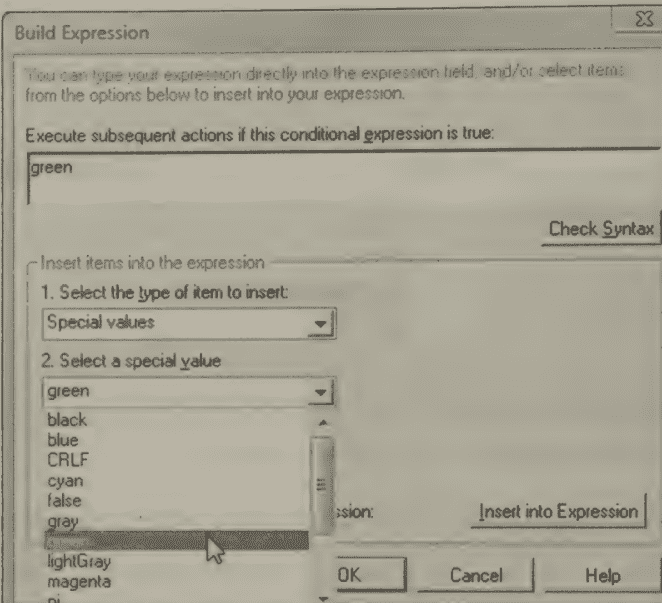 Build Expression
You can type your expression directly into the expression field, and/or select items
from the options below to insert into your expression.
Execute subsequent actions if this conditional expression is true:
green
Check Syntax
Insert items into the expression
1. Select the type of item to insert:
Special values
2. Select a special value
green
black
blue
CRLF
cyan
false
gray
lightGray
magenta
pi
ssion:
Insert into Expression
OK
Cancel
Help